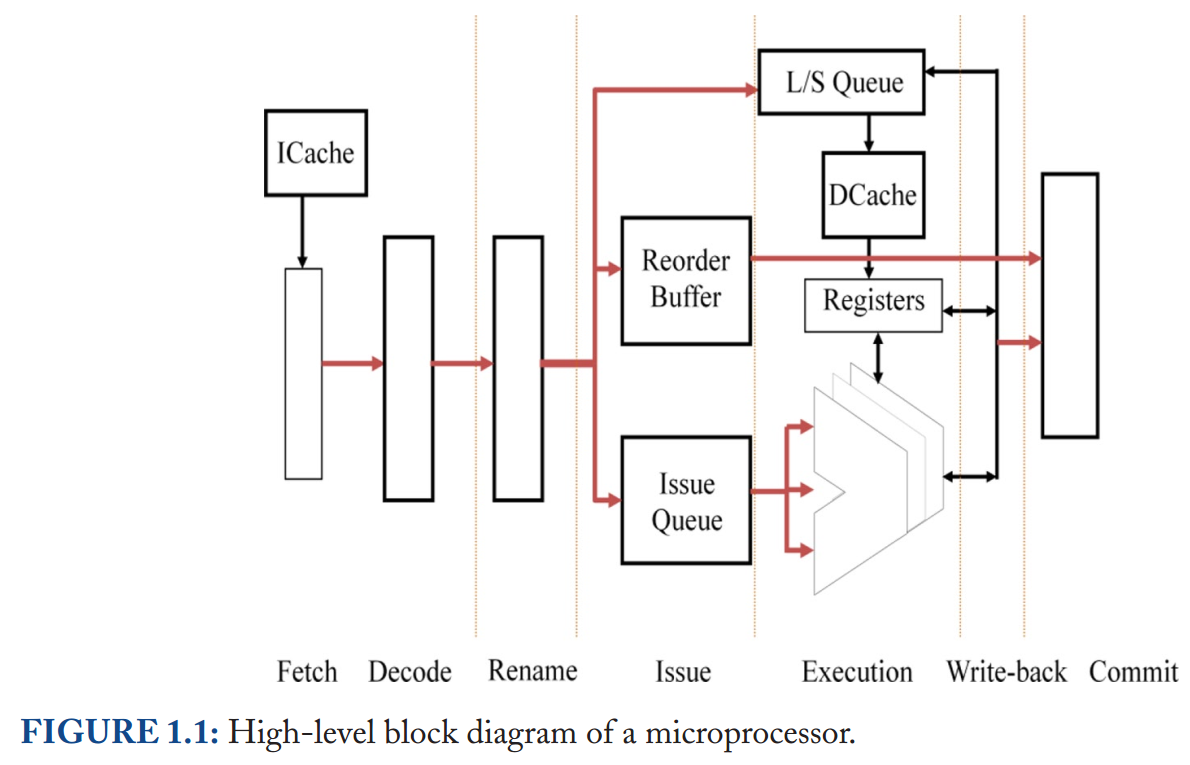 L/S Queue
ICache
DCache
Reorder
Buffer
Registers
Issue
Queue
Fetch Decode Rename Issue Execution Write-back Commit
FIGURE 1.1: High-level block diagram of a microprocessor.